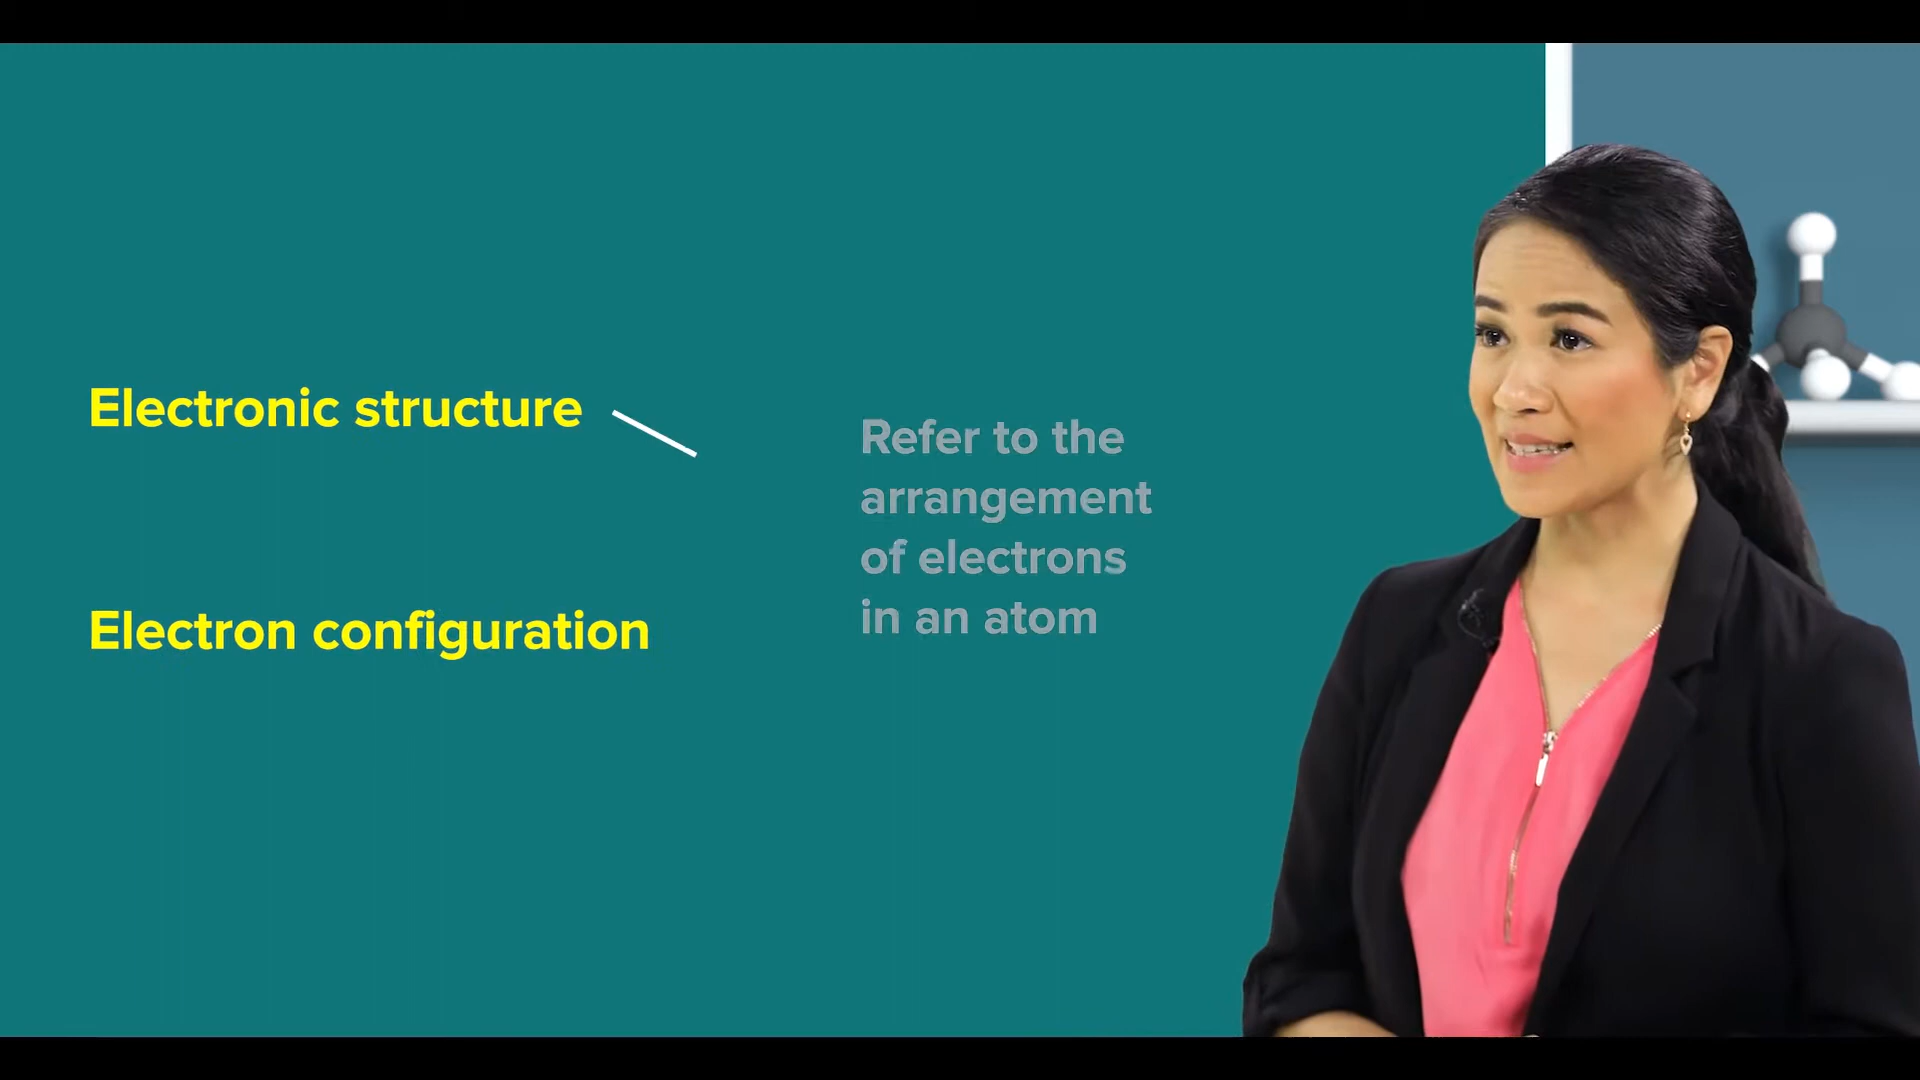 Electronic structure
Electron configuration
Refer to the
arrangement
of electrons
in an atom